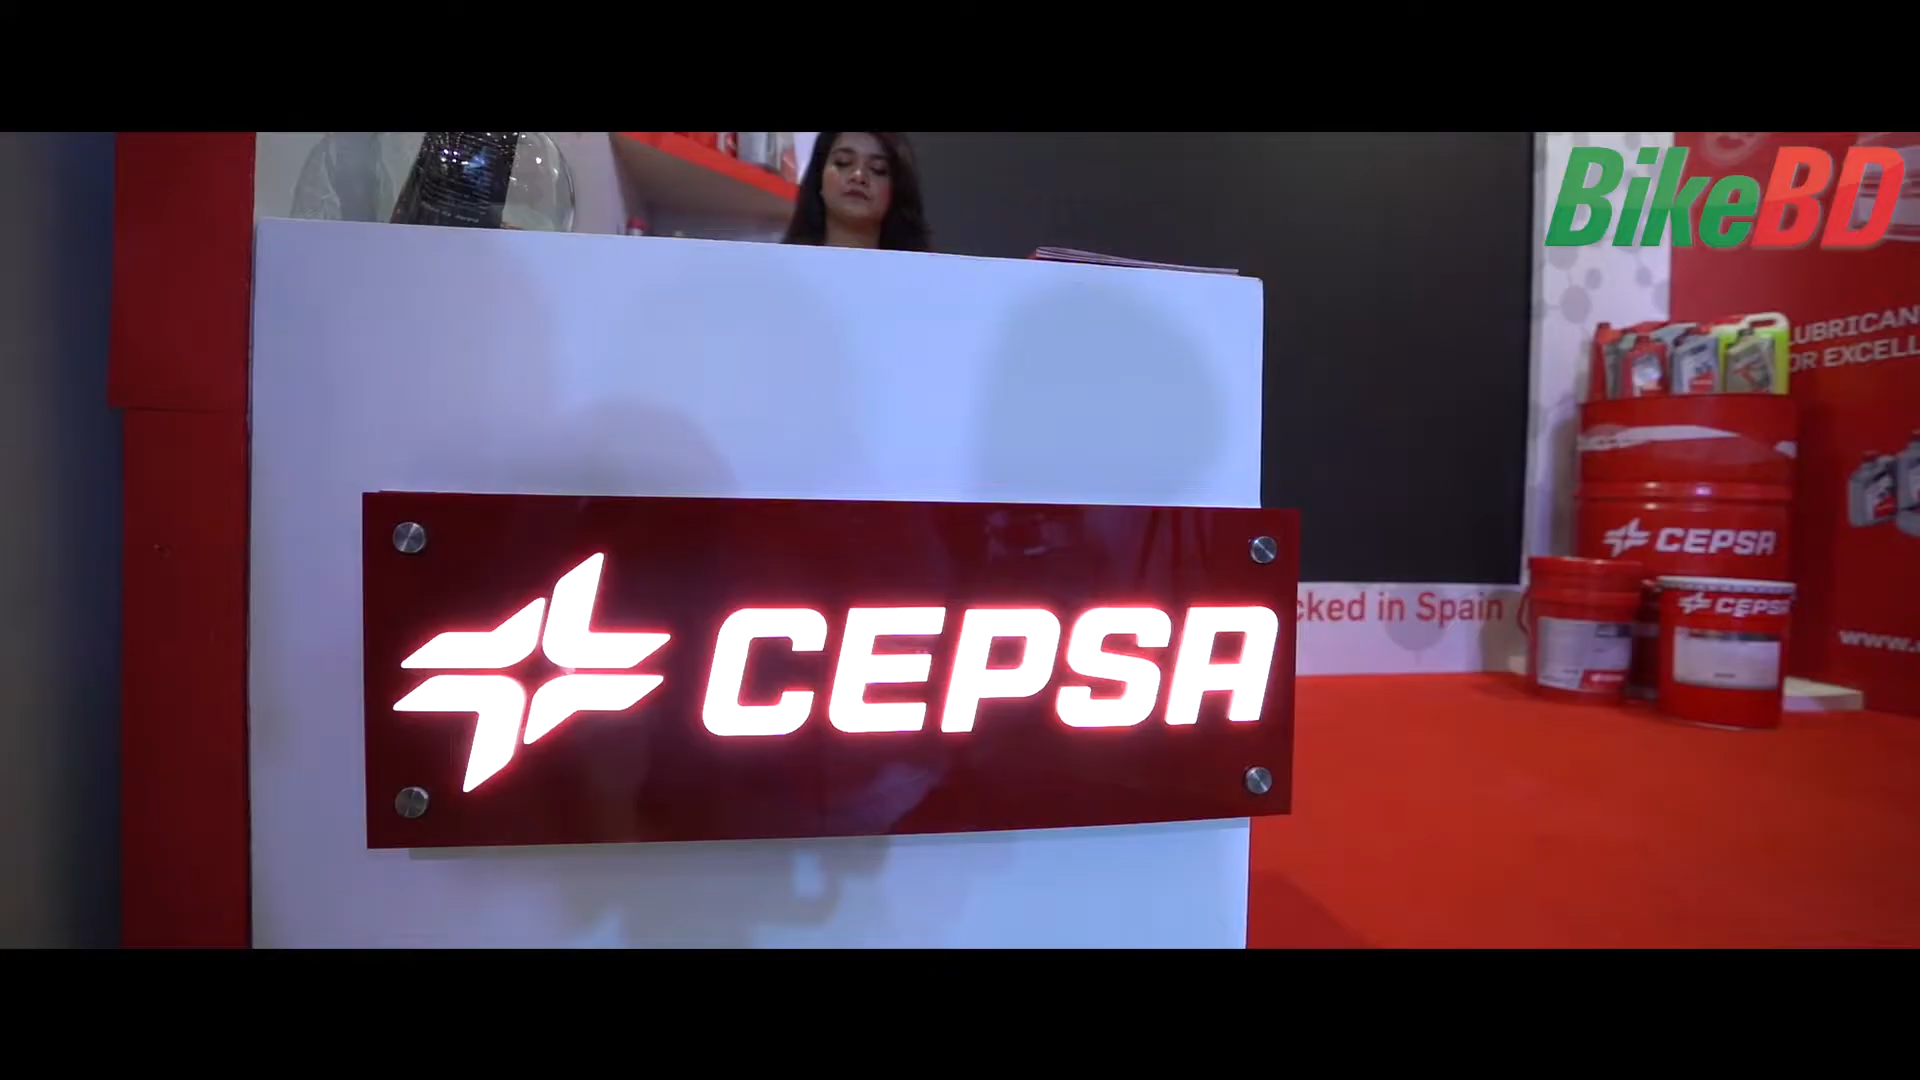 BikeBD
LUBRICAN
OR EXCELL
CEPSA
CEPSA
CEPSA
cked in Spain
www.